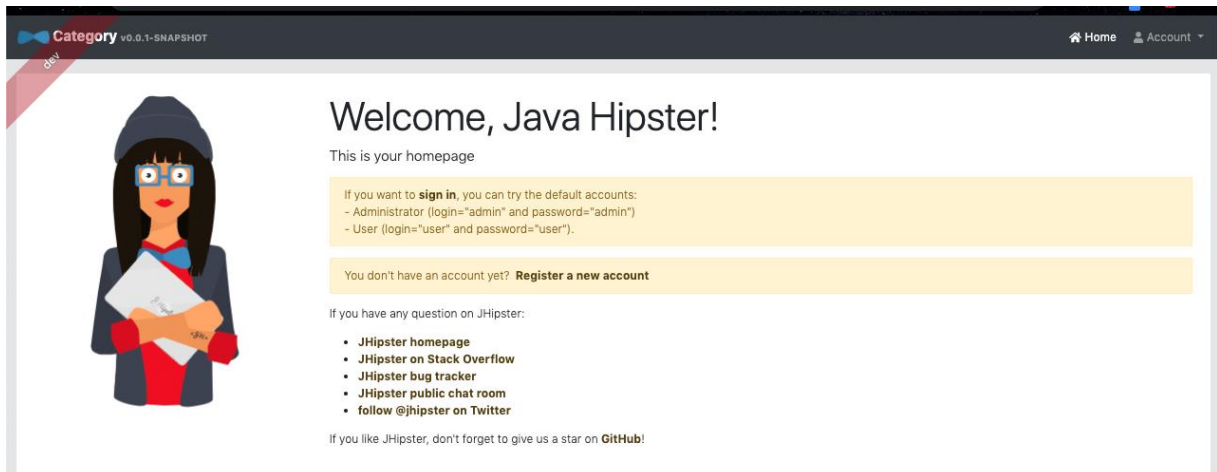 Category v0.0.1-SNAPSHOT
Home
Account
dev
Welcome, Java Hipster!
This is your homepage
If you want to sign in, you can try the default accounts:
- Administrator (login="admin" and password="admin")
- User (login="user" and password="user").
You don't have an account yet? Register a new account
If you have any question on JHipster:
• JHipster homepage
• JHipster on Stack Overflow
• JHipster bug tracker
• JHipster public chat room
• follow @jhipster on Twitter
If you like JHipster, don't forget to give us a star on GitHub!